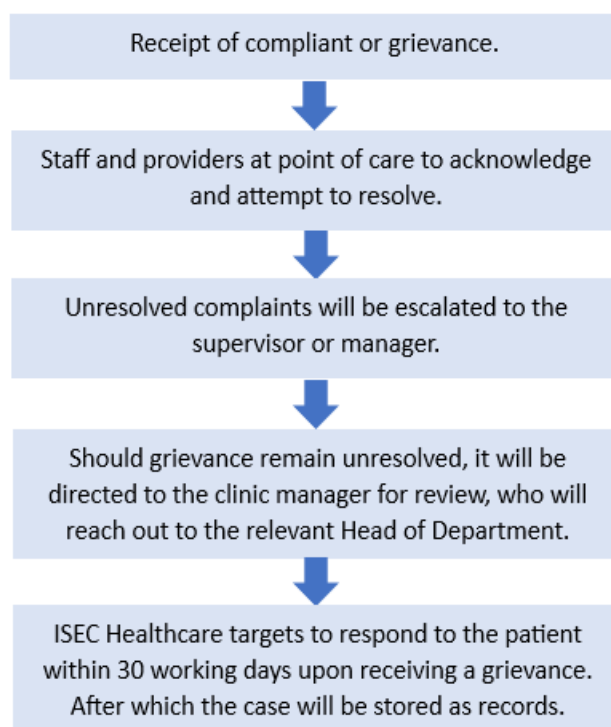 Receipt of compliant or grievance.
Staff and providers at point of care to acknowledge
and attempt to resolve.
Unresolved complaints will be escalated to the
supervisor or manager.
Should grievance remain unresolved, it will be
directed to the clinic manager for review, who will
reach out to the relevant Head of Department.
ISEC Healthcare targets to respond to the patient
within 30 working days upon receiving a grievance.
After which the case will be stored as records.